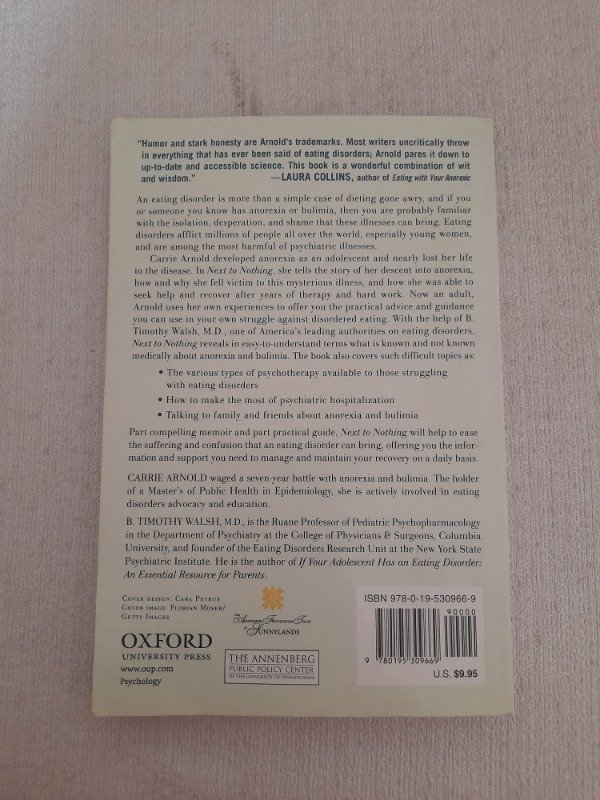 "Humor and stark honesty are Arnold's trademarks. Most writers uncritically throw
in everything that has ever been said of eating disorders; Arnold pares it down to
up-to-date and accessible science. This book is a wonderful combination of wit
and wisdom." —LAURA COLLINS, author of Eating with Your Anorexic
An eating disorder is more than a simple case of dieting gone awry, and if you
or someone you know has anorexia or bulimia, then you are probably familiar
with the isolation, desperation, and shame that these illnesses can bring. Eating
disorders afflict millions of people all over the world, especially young women,
and are among the most harmful of psychiatric illnesses.
Carrie Arnold developed anorexia as an adolescent and nearly lost her life
to the disease. In Next to Nothing, she tells the story of her descent into anorexia,
how and why she fell victim to this mysterious illness, and how she was able to
seek help and recover after years of therapy and hard work. Now an adult,
Arnold uses her own experiences to offer you the practical advice and guidance
you can use in your own struggle against disordered eating. With the help of B.
Timothy Walsh, M.D., one of America's leading authorities on eating disorders,
Next to Nothing reveals in easy-to-understand terms what is known and not known
medically about anorexia and bulimia. The book also covers such difficult topics as:
• The various types of psychotherapy available to those struggling
with eating disorders
• How to make the most of psychiatric hospitalization
• Talking to family and friends about anorexia and bulimia
Part compelling memoir and part practical guide, Next to Nothing will help to ease
the suffering and confusion that an eating disorder can bring, offering you the infor-
mation and support you need to manage and maintain your recovery on a daily basis.
CARRIE ARNOLD waged a seven-year battle with anorexia and bulimia. The holder
of a Master's of Public Health in Epidemiology, she is actively involved in eating
disorders advocacy and education.
B. TIMOTHY WALSH, M.D., is the Ruane Professor of Pediatric Psychopharmacology
in the Department of Psychiatry at the College of Physicians & Surgeons, Columbia
University, and founder of the Eating Disorders Research Unit at the New York State
Psychiatric Institute. He is the author of If Your Adolescent Has an Eating Disorder:
An Essential Resource for Parents.
Cover design: Cara Petrus
Cover image: Florian Moser/
Getty Images
OXFORD
UNIVERSITY PRESS
www.oup.com
Psychology
The Annenberg Foundation Trust
at Sunnylands
THE ANNENBERG
PUBLIC POLICY CENTER
OF THE UNIVERSITY OF PENNSYLVANIA
ISBN 978-0-19-530966-9
90000
9 780195 309669
U.S. $9.95